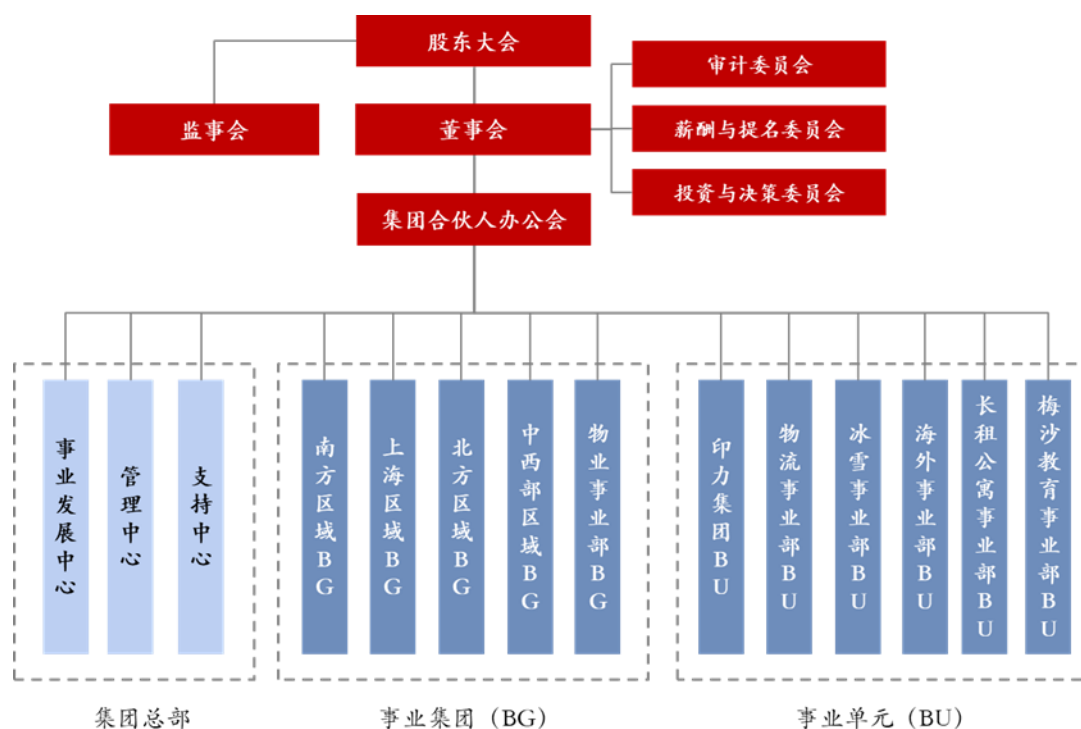 股东大会
审计委员会
监事会
董事会
薪酬与提名委员会
投资与决策委员会
集团合伙人办公会
事业发展中心
管理中心
支持中心
南方区域BG
上海区域BG
北方区域BG
中西部区域BG
物业事业部BG
印力集团BU
物流事业部BU
冰雪事业部BU
海外事业部BU
长租公寓事业部BU
梅沙教育事业部BU
集团总部
事业集团（BG）
事业单元（BU）